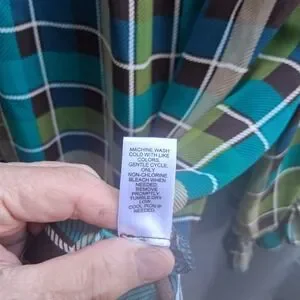 MACHINE WASH
COLD WITH LIKE
COLORS,
GENTLE CYCLE.
ONLY
NON-CHLORINE
BLEACH WHEN
NEEDED.
REMOVE
PROMPTLY.
TUMBLE DRY
LOW.
COOL IRON IF
NEEDED.